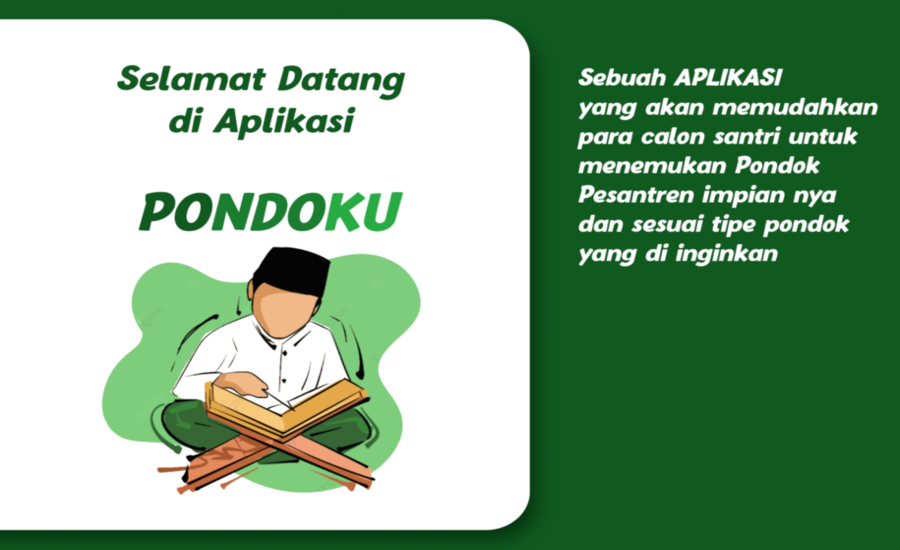 Selamat Datang
di Aplikasi
PONDOKU
Sebuah APLIKASI
yang akan memudahkan
para calon santri untuk
menemukan Pondok
Pesantren impian nya
dan sesuai tipe pondok
yang di inginkan